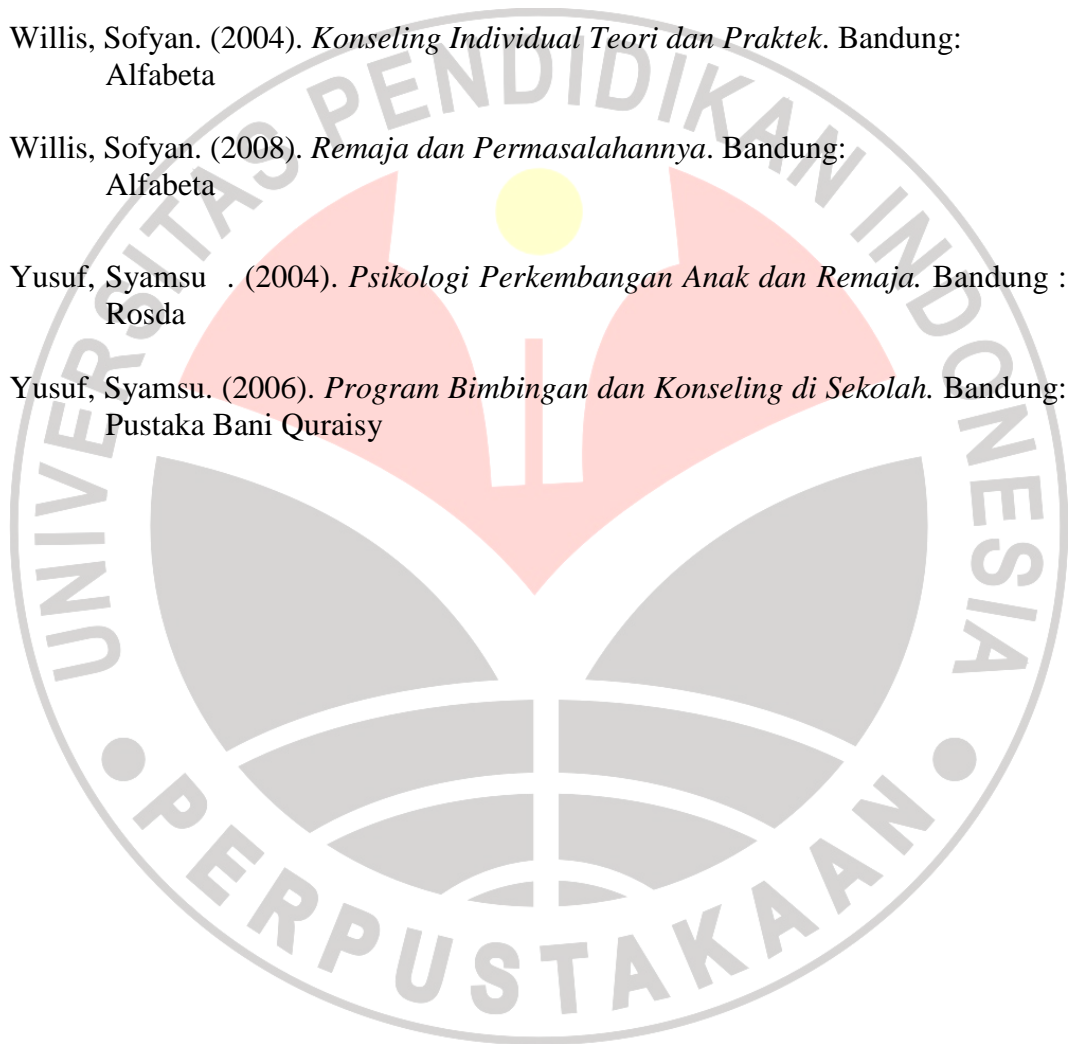 Willis, Sofyan. (2004). Konseling Individual Teori dan Praktek. Bandung:
Alfabeta
Willis, Sofyan. (2008). Remaja dan Permasalahannya. Bandung:
Alfabeta
Yusuf, Syamsu . (2004). Psikologi Perkembangan Anak dan Remaja. Bandung :
Rosda
Yusuf, Syamsu. (2006). Program Bimbingan dan Konseling di Sekolah. Bandung:
Pustaka Bani Quraisy
UNIVERSITAS PENDIDIKAN INDONESIA
PERPUSTAKAAN